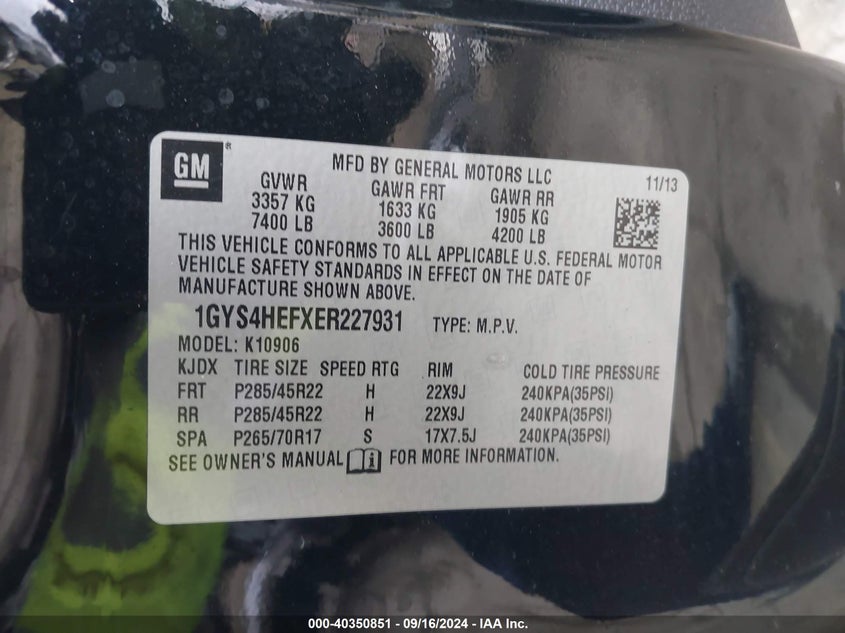 GM
MFD BY GENERAL MOTORS LLC
11/13
GVWR GAWR FRT GAWR RR
3357 KG 1633 KG 1905 KG
7400 LB 3600 LB 4200 LB
THIS VEHICLE CONFORMS TO ALL APPLICABLE U.S. FEDERAL MOTOR
VEHICLE SAFETY STANDARDS IN EFFECT ON THE DATE OF
MANUFACTURE SHOWN ABOVE.
1GYS4HEFXER227931 TYPE: M.P.V.
MODEL: K10906
KJDX TIRE SIZE SPEED RTG RIM COLD TIRE PRESSURE
FRT P285/45R22 H 22X9J 240KPA(35PSI)
RR P285/45R22 H 22X9J 240KPA(35PSI)
SPA P265/70R17 S 17X7.5J 240KPA(35PSI)
SEE OWNER'S MANUAL FOR MORE INFORMATION.
000-40350851 - 09/16/2024 - IAA Inc.